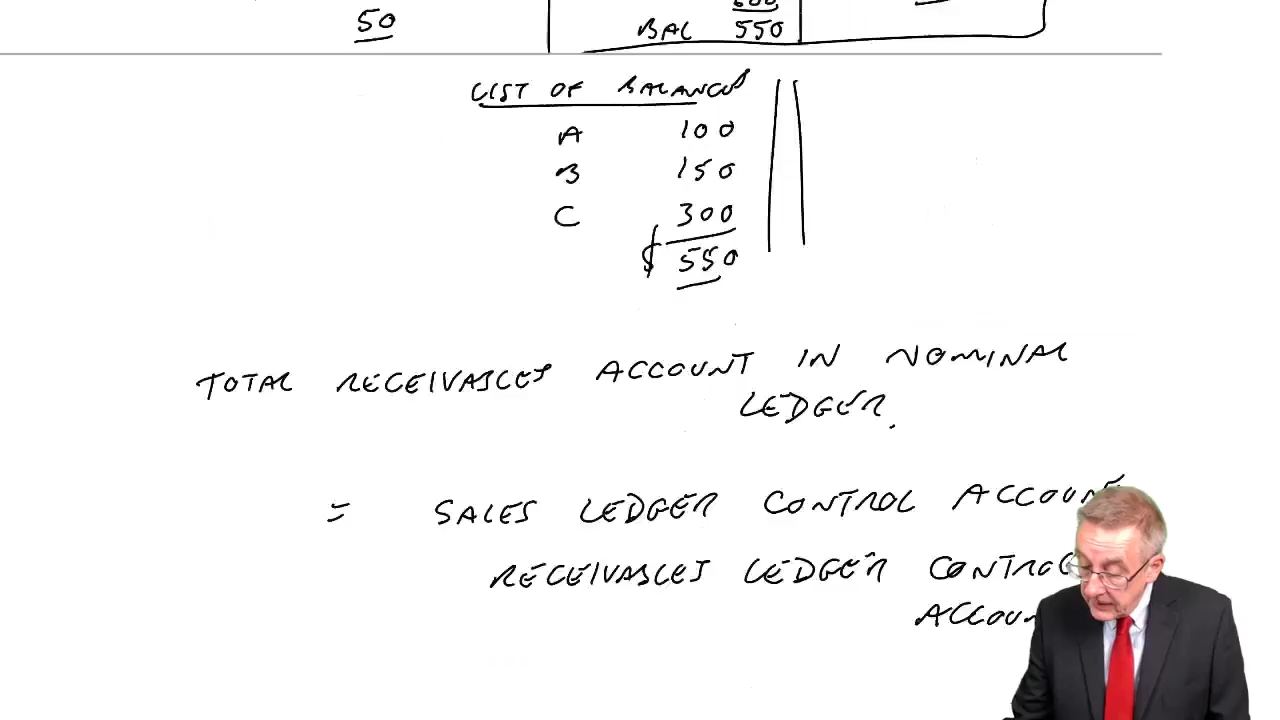 50
BAL 550
LIST OF BALANCES
A 100
B 150
C 300
$ 550
TOTAL RECEIVABLES ACCOUNT IN NOMINAL
LEDGER.
= SALES LEDGER CONTROL ACCOUNT
RECEIVABLES LEDGER CONTROL
ACCOUN